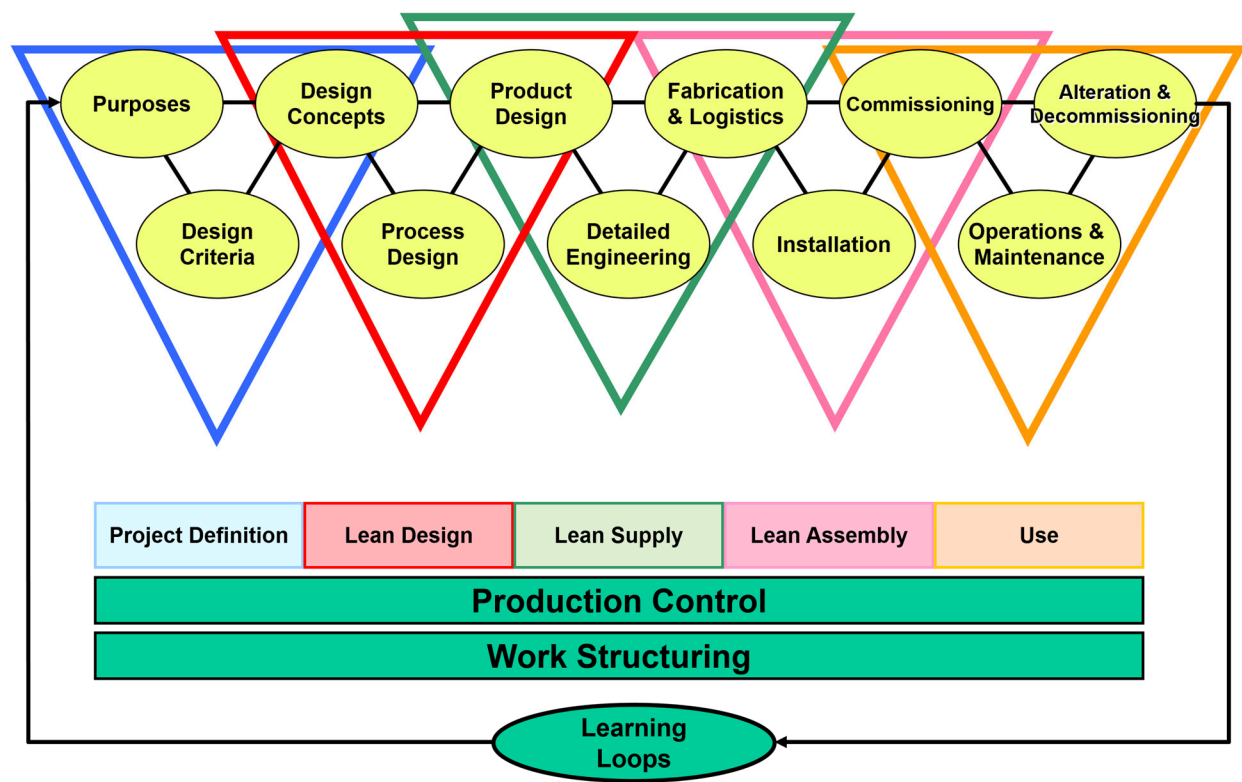 Purposes
Design
Concepts
Product
Design
Fabrication
& Logistics
Commissioning
Alteration &
Decommissioning
Design
Criteria
Process
Design
Detailed
Engineering
Installation
Operations &
Maintenance
Project Definition
Lean Design
Lean Supply
Lean Assembly
Use
Production Control
Work Structuring
Learning
Loops